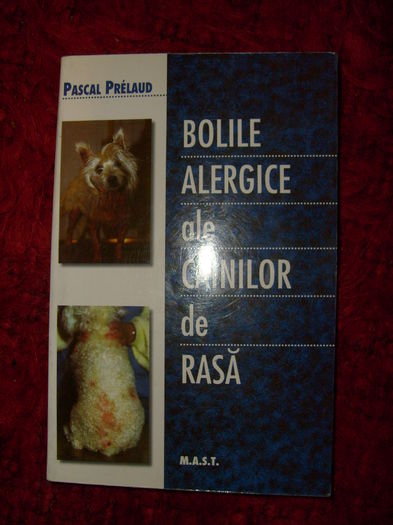 PASCAL PRÉLAUD
BOLILE
ALERGICE
ale
CÂINILOR
de
RASĂ
M.A.S.T.